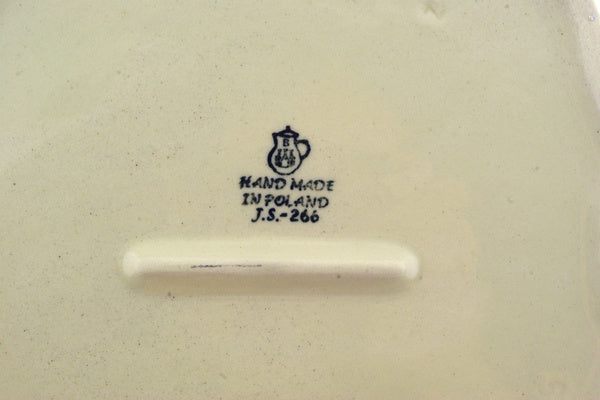 B
HAND MADE
IN POLAND
J.S.-266